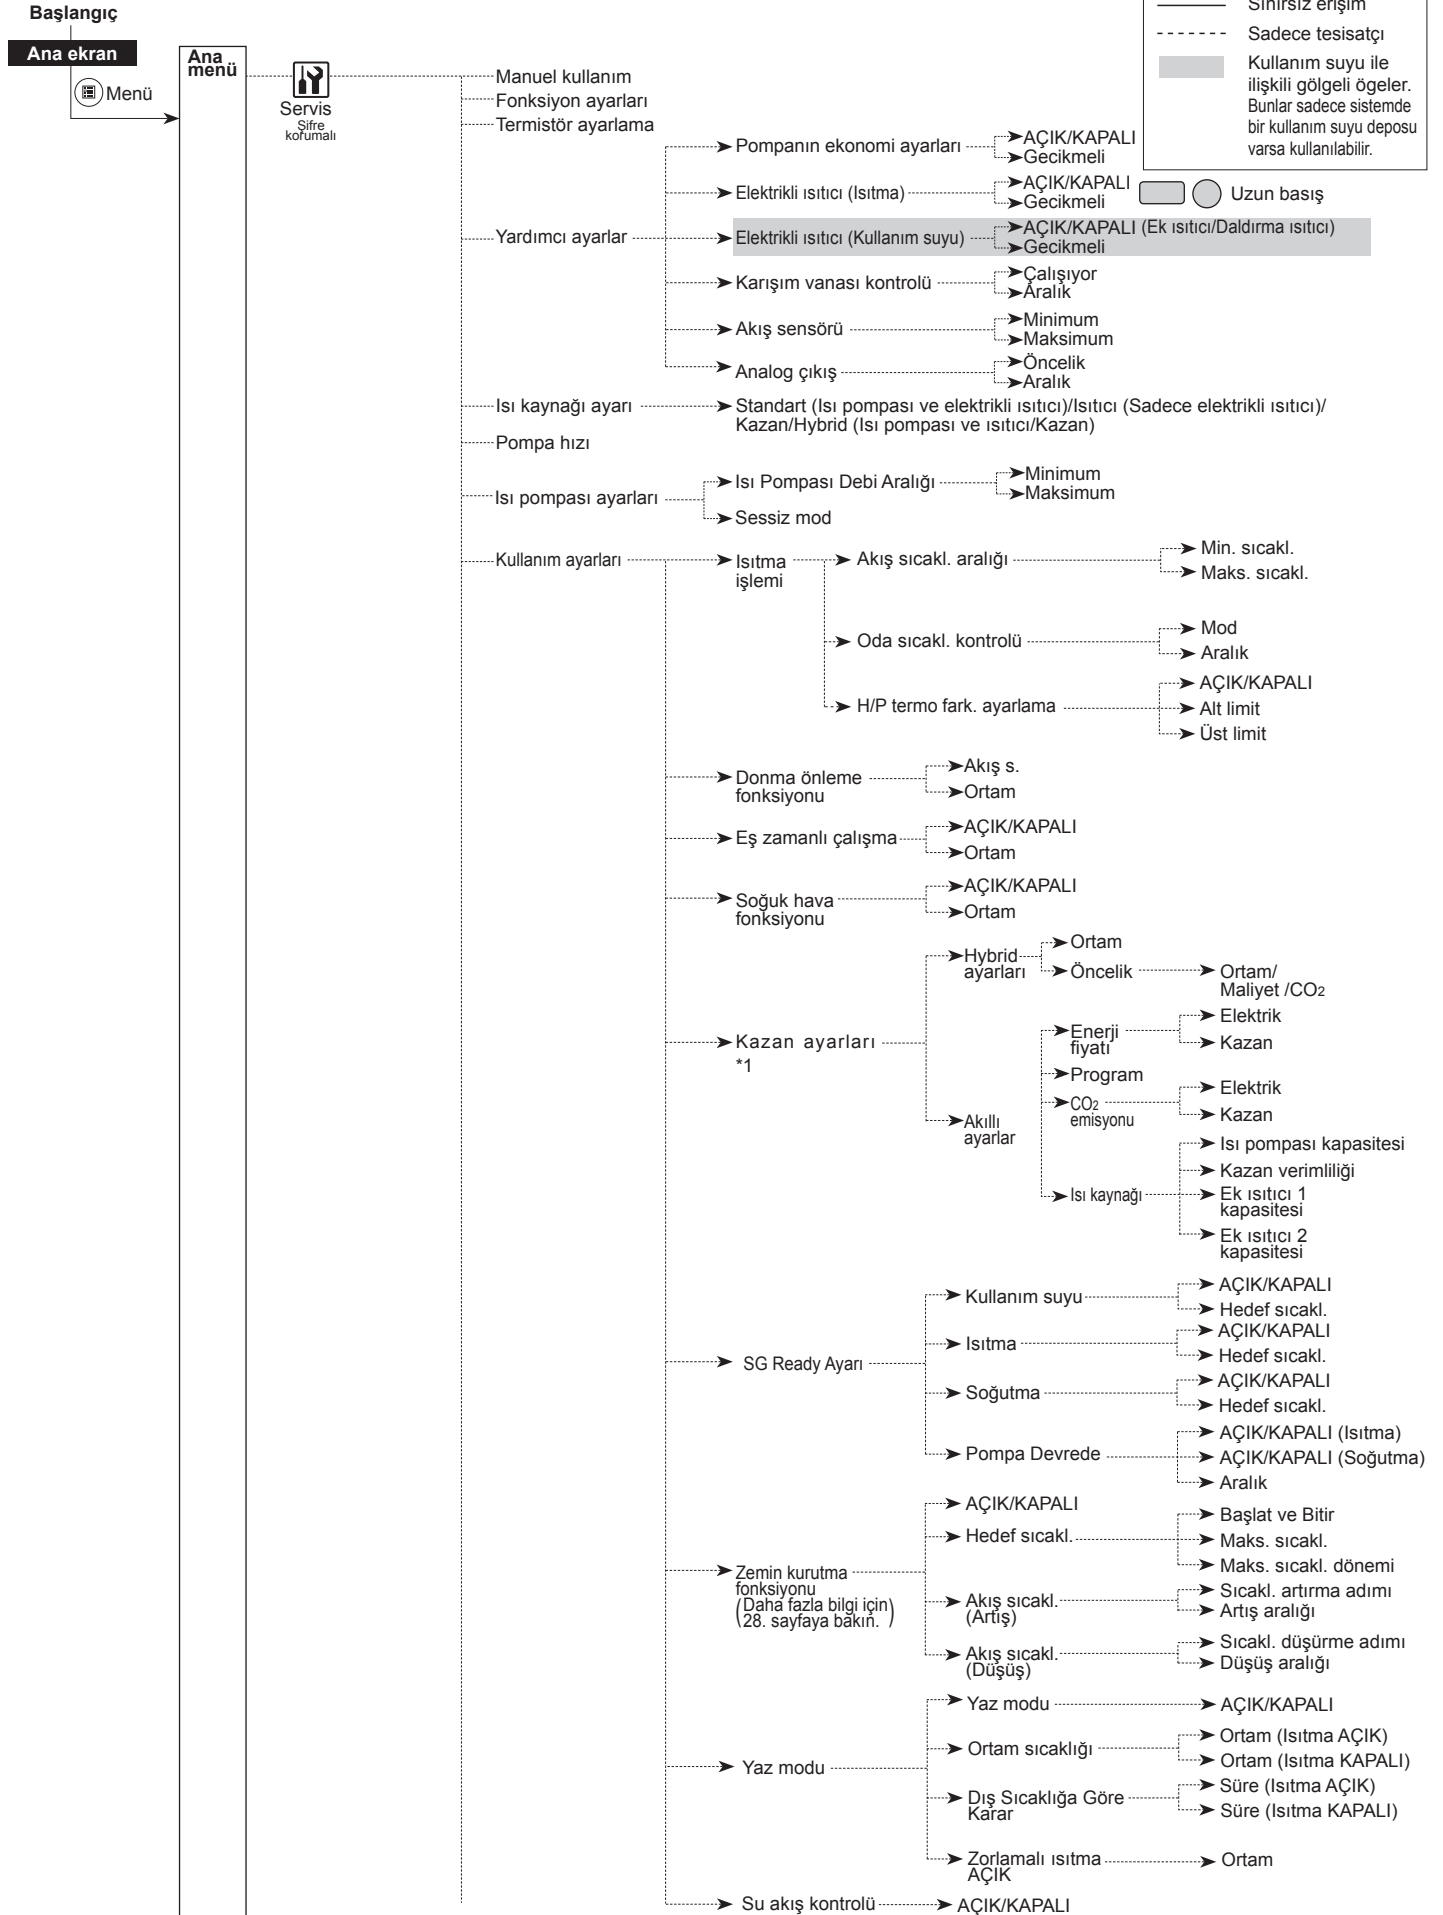 Başlangıç
Ana ekran
Menü
Ana
menü
Servis
Şifre
korumalı
Sınırsız erişim
Sadece tesisatçı
Kullanım suyu ile
ilişkili gölgeli ögeler.
Bunlar sadece sistemde
bir kullanım suyu deposu
varsa kullanılabilir.
Uzun basış
Manuel kullanım
Fonksiyon ayarları
Termistör ayarlama
Yardımcı ayarlar
Pompanın ekonomi ayarları
AÇIK/KAPALI
Gecikmeli
Elektrikli ısıtıcı (Isıtma)
AÇIK/KAPALI
Gecikmeli
Elektrikli ısıtıcı (Kullanım suyu)
AÇIK/KAPALI (Ek ısıtıcı/Daldırma ısıtıcı)
Gecikmeli
Karışım vanası kontrolü
Çalışıyor
Aralık
Akış sensörü
Minimum
Maksimum
Analog çıkış
Öncelik
Aralık
Isı kaynağı ayarı
Standart (Isı pompası ve elektrikli ısıtıcı)/Isıtıcı (Sadece elektrikli ısıtıcı)/
Kazan/Hybrid (Isı pompası ve ısıtıcı/Kazan)
Pompa hızı
Isı pompası ayarları
Isı Pompası Debi Aralığı
Minimum
Maksimum
Sessiz mod
Kullanım ayarları
Isıtma
işlemi
Akış sıcakl. aralığı
Min. sıcakl.
Maks. sıcakl.
Oda sıcakl. kontrolü
Mod
Aralık
H/P termo fark. ayarlama
AÇIK/KAPALI
Alt limit
Üst limit
Donma önleme
fonksiyonu
Akış s.
Ortam
Eş zamanlı çalışma
AÇIK/KAPALI
Ortam
Soğuk hava
fonksiyonu
AÇIK/KAPALI
Ortam
Kazan ayarları
*1
Hybrid
ayarları
Ortam
Öncelik
Ortam/
Maliyet /CO2
Akıllı
ayarlar
Enerji
fiyatı
Elektrik
Kazan
Program
CO2
emisyonu
Elektrik
Kazan
Isı kaynağı
Isı pompası kapasitesi
Kazan verimliliği
Ek ısıtıcı 1
kapasitesi
Ek ısıtıcı 2
kapasitesi
SG Ready Ayarı
Kullanım suyu
AÇIK/KAPALI
Hedef sıcakl.
Isıtma
AÇIK/KAPALI
Hedef sıcakl.
Soğutma
AÇIK/KAPALI
Hedef sıcakl.
Pompa Devrede
AÇIK/KAPALI (Isıtma)
AÇIK/KAPALI (Soğutma)
Aralık
Zemin kurutma
fonksiyonu
(Daha fazla bilgi için
28. sayfaya bakın.)
AÇIK/KAPALI
Hedef sıcakl.
Başlat ve Bitir
Maks. sıcakl.
Maks. sıcakl. dönemi
Akış sıcakl.
(Artış)
Sıcakl. artırma adımı
Artış aralığı
Akış sıcakl.
(Düşüş)
Sıcakl. düşürme adımı
Düşüş aralığı
Yaz modu
Yaz modu
AÇIK/KAPALI
Ortam sıcaklığı
Ortam (Isıtma AÇIK)
Ortam (Isıtma KAPALI)
Dış Sıcaklığa Göre
Karar
Süre (Isıtma AÇIK)
Süre (Isıtma KAPALI)
Zorlamalı ısıtma
AÇIK
Ortam
Su akış kontrolü
AÇIK/KAPALI